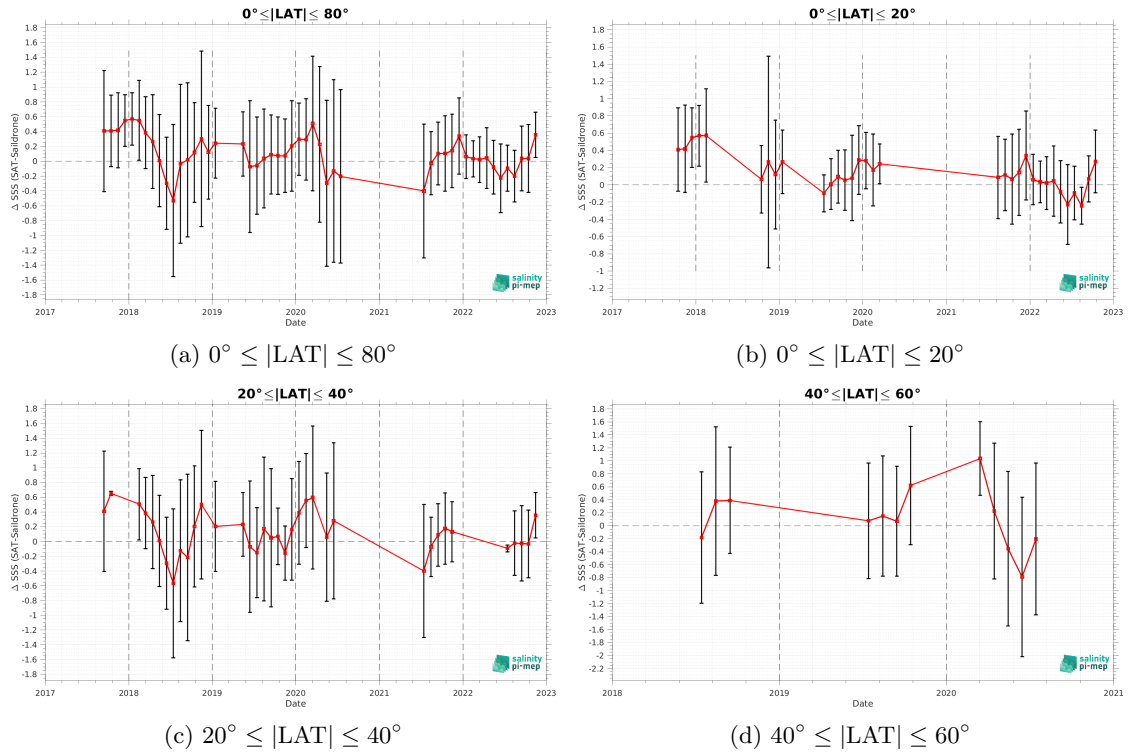 0°≤|LAT|≤ 80°
Δ SSS (SAT-Saildrone)
1.8
1.6
1.4
1.2
1
0.8
0.6
0.4
0.2
0
-0.2
-0.4
-0.6
-0.8
-1
-1.2
-1.4
-1.6
-1.8
2017 2018 2019 2020 2021 2022 2023
Date
salinity
pi-mep
(a) 0° ≤ |LAT| ≤ 80°
0°≤|LAT|≤ 20°
Δ SSS (SAT-Saildrone)
1.8
1.6
1.4
1.2
1
0.8
0.6
0.4
0.2
0
-0.2
-0.4
-0.6
-0.8
-1
-1.2
2017 2018 2019 2020 2021 2022 2023
Date
salinity
pi-mep
(b) 0° ≤ |LAT| ≤ 20°
20°≤|LAT|≤ 40°
Δ SSS (SAT-Saildrone)
1.8
1.6
1.4
1.2
1
0.8
0.6
0.4
0.2
0
-0.2
-0.4
-0.6
-0.8
-1
-1.2
-1.4
-1.6
-1.8
2017 2018 2019 2020 2021 2022 2023
Date
salinity
pi-mep
(c) 20° ≤ |LAT| ≤ 40°
40°≤|LAT|≤ 60°
Δ SSS (SAT-Saildrone)
1.8
1.6
1.4
1.2
1
0.8
0.6
0.4
0.2
0
-0.2
-0.4
-0.6
-0.8
-1
-1.2
-1.4
-1.6
-1.8
-2
-2.2
2018 2019 2020 2021
Date
salinity
pi-mep
(d) 40° ≤ |LAT| ≤ 60°